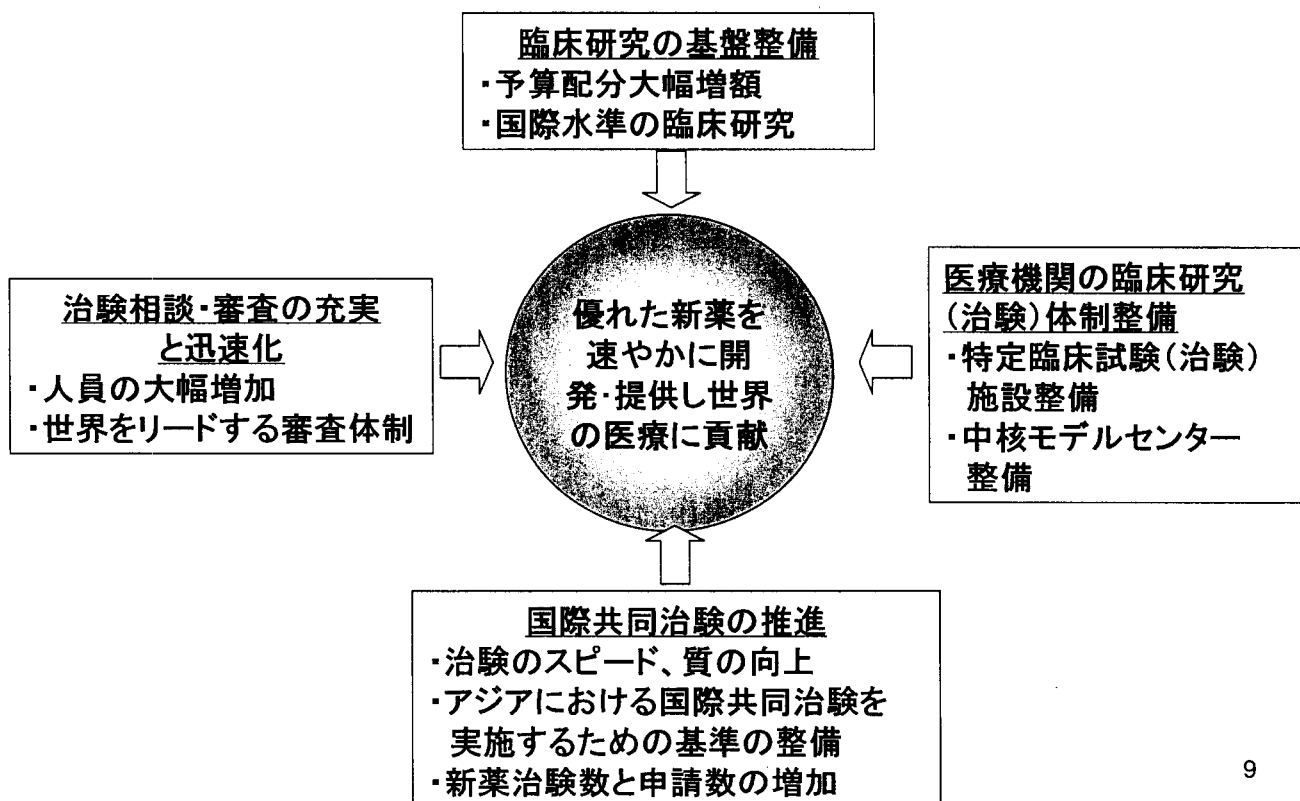 臨床研究の基盤整備
・予算配分大幅増額
・国際水準の臨床研究
治験相談・審査の充実
と迅速化
・人員の大幅増加
・世界をリードする審査体制
優れた新薬を
速やかに開
発・提供し世界
の医療に貢献
医療機関の臨床研究
(治験)体制整備
・特定臨床試験(治験)
施設整備
・中核モデルセンター
整備
国際共同治験の推進
・治験のスピード、質の向上
・アジアにおける国際共同治験を
実施するための基準の整備
・新薬治験数と申請数の増加
9